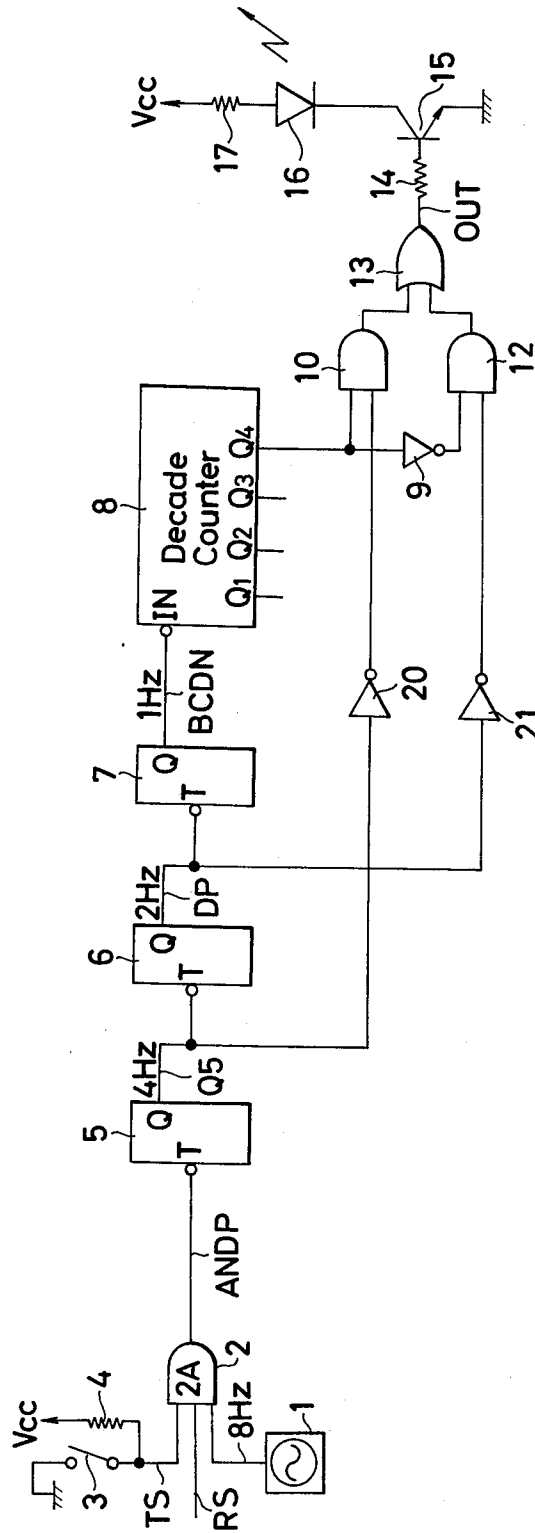 Vcc
4
3
TS
RS
2A
2
8Hz
1
ANDP
5
T
Q
4Hz
Q5
6
T
Q
2Hz
DP
7
T
Q
1Hz
BCDN
8
IN
Decade
Counter
Q1
Q2
Q3
Q4
9
10
12
13
20
21
OUT
14
15
16
17
Vcc